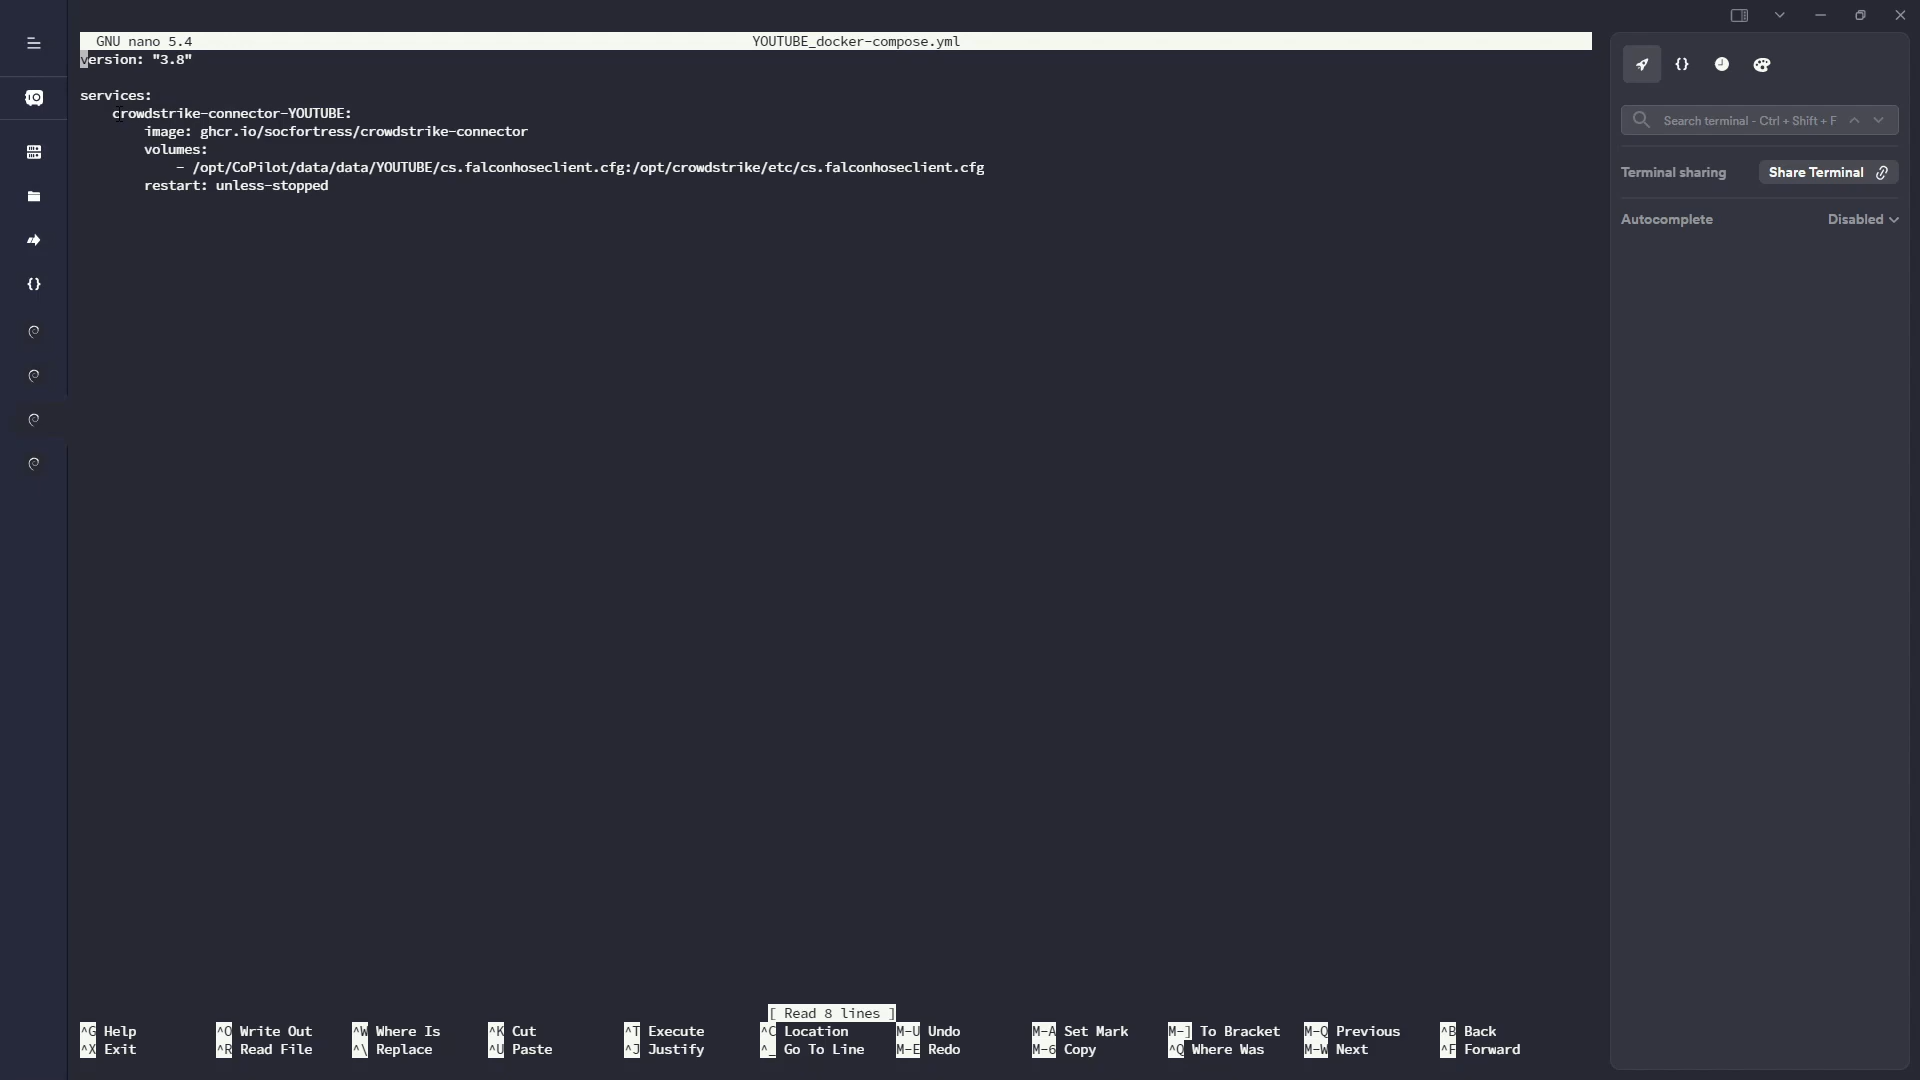 GNU nano 5.4 YOUTUBE_docker-compose.yml
version: "3.8"
services:
crowdstrike-connector-YOUTUBE:
image: ghcr.io/socfortress/crowdstrike-connector
volumes:
- /opt/CoPilot/data/data/YOUTUBE/cs.falconhoseclient.cfg:/opt/crowdstrike/etc/cs.falconhoseclient.cfg
restart: unless-stopped
[ Read 8 lines ]
^G Help ^O Write Out ^W Where Is ^K Cut ^T Execute ^C Location M-U Undo M-A Set Mark M-] To Bracket M-Q Previous ^B Back
^X Exit ^R Read File ^\ Replace ^U Paste ^J Justify ^_ Go To Line M-E Redo M-6 Copy ^Q Where Was M-W Next ^F Forward
{}
Search terminal - Ctrl + Shift + F
Terminal sharing Share Terminal
Autocomplete Disabled
{}